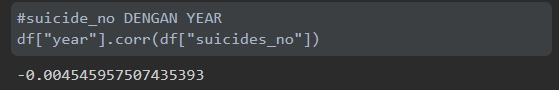 #suicide_no DENGAN YEAR
df["year"].corr(df["suicides_no"])
-0.004545957507435393